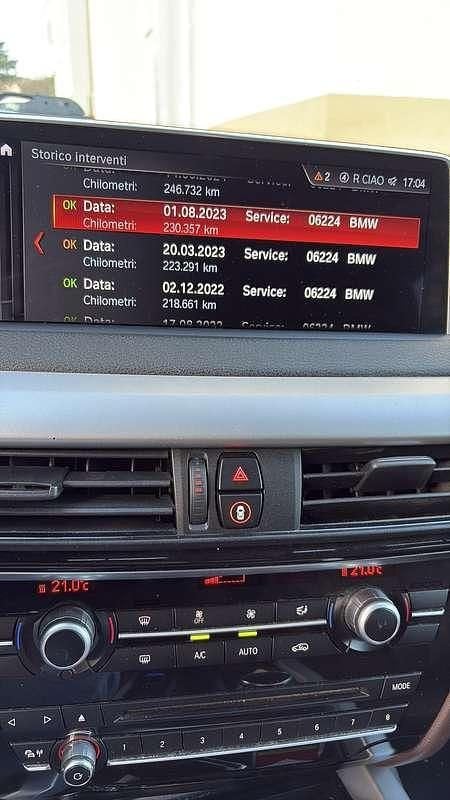 Storico interventi
2 4 R CIAO 17:04
Chilometri: 246.732 km
OK Data: 01.08.2023 Service: 06224 BMW
Chilometri: 230.357 km
OK Data: 20.03.2023 Service: 06224 BMW
Chilometri: 223.291 km
OK Data: 02.12.2022 Service: 06224 BMW
Chilometri: 218.661 km
21.0°c
21.0°c
OFF
A/C AUTO
MODE
1 2 3 4 5 6 7 8